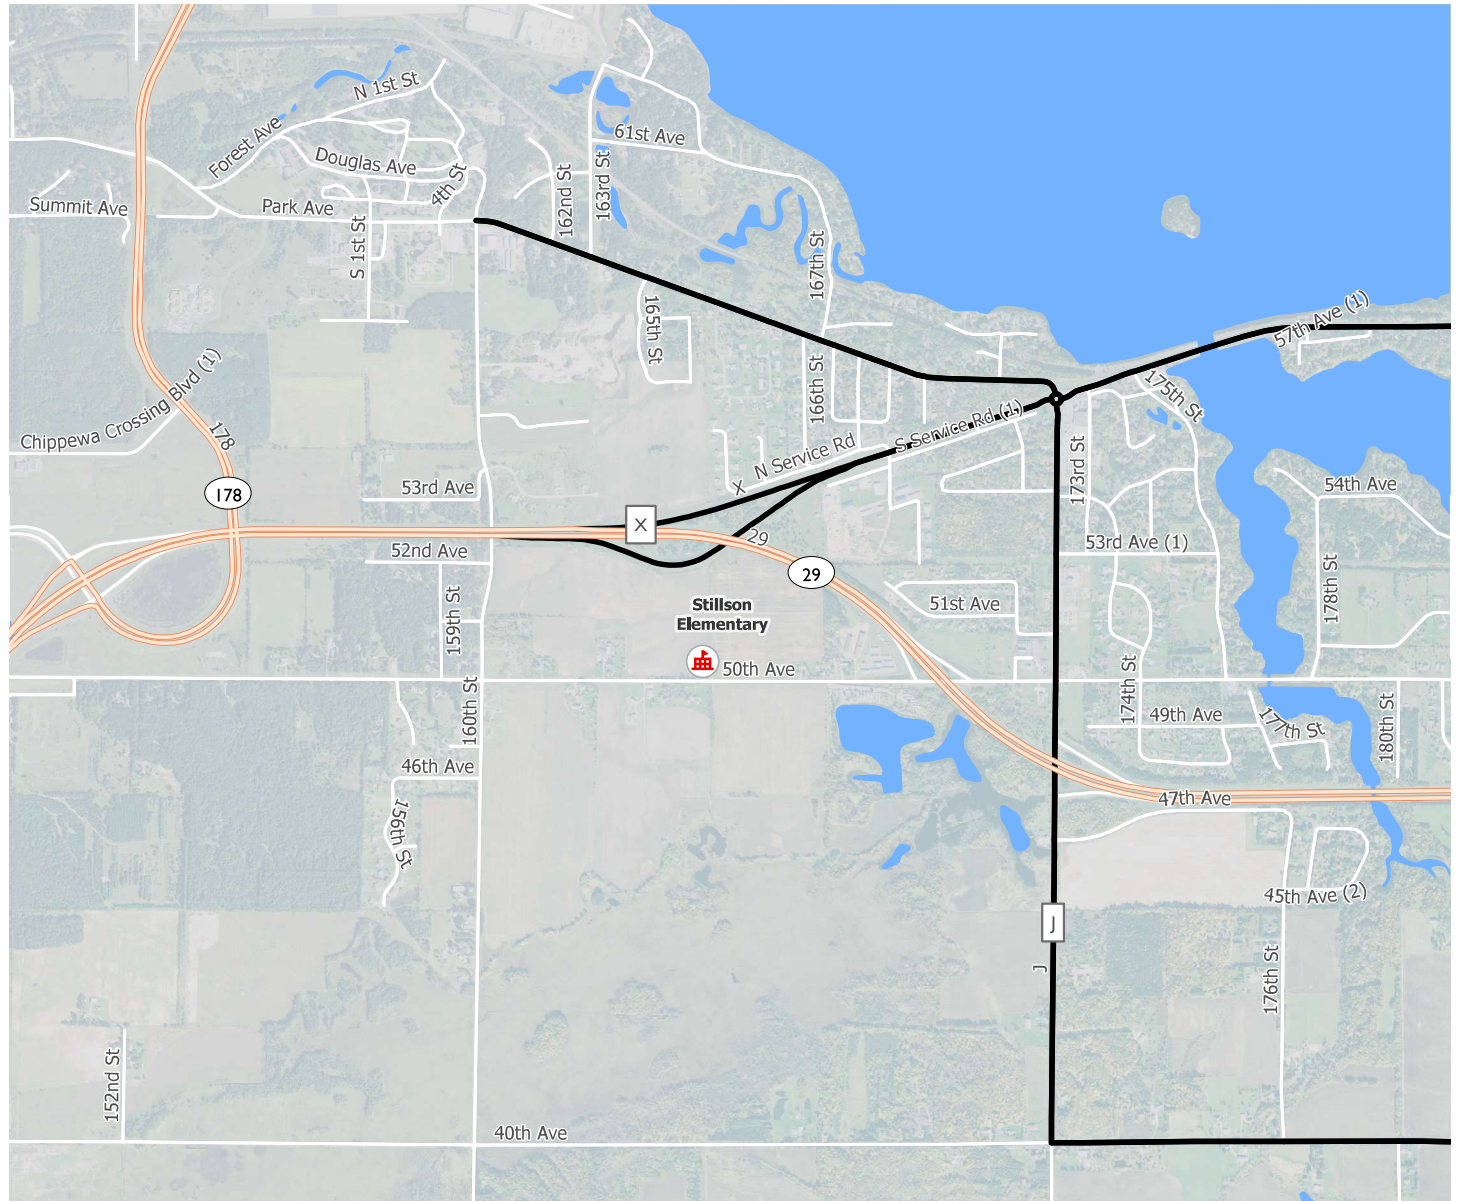 N 1st St
Forest Ave
61st Ave
Douglas Ave
4th St
162nd St
163rd St
Summit Ave
Park Ave
S 1st St
167th St
165th St
57th Ave (1)
175th St
166th St
Chippewa Crossing Blvd (1)
178
S Service Rd (1)
N Service Rd
X
173rd St
53rd Ave
178
54th Ave
X
29
52nd Ave
53rd Ave (1)
29
178th St
159th St
Stillson
Elementary
51st Ave
50th Ave
160th St
174th St
49th Ave
177th St
180th St
46th Ave
47th Ave
156th St
45th Ave (2)
J
J
176th St
152nd St
40th Ave